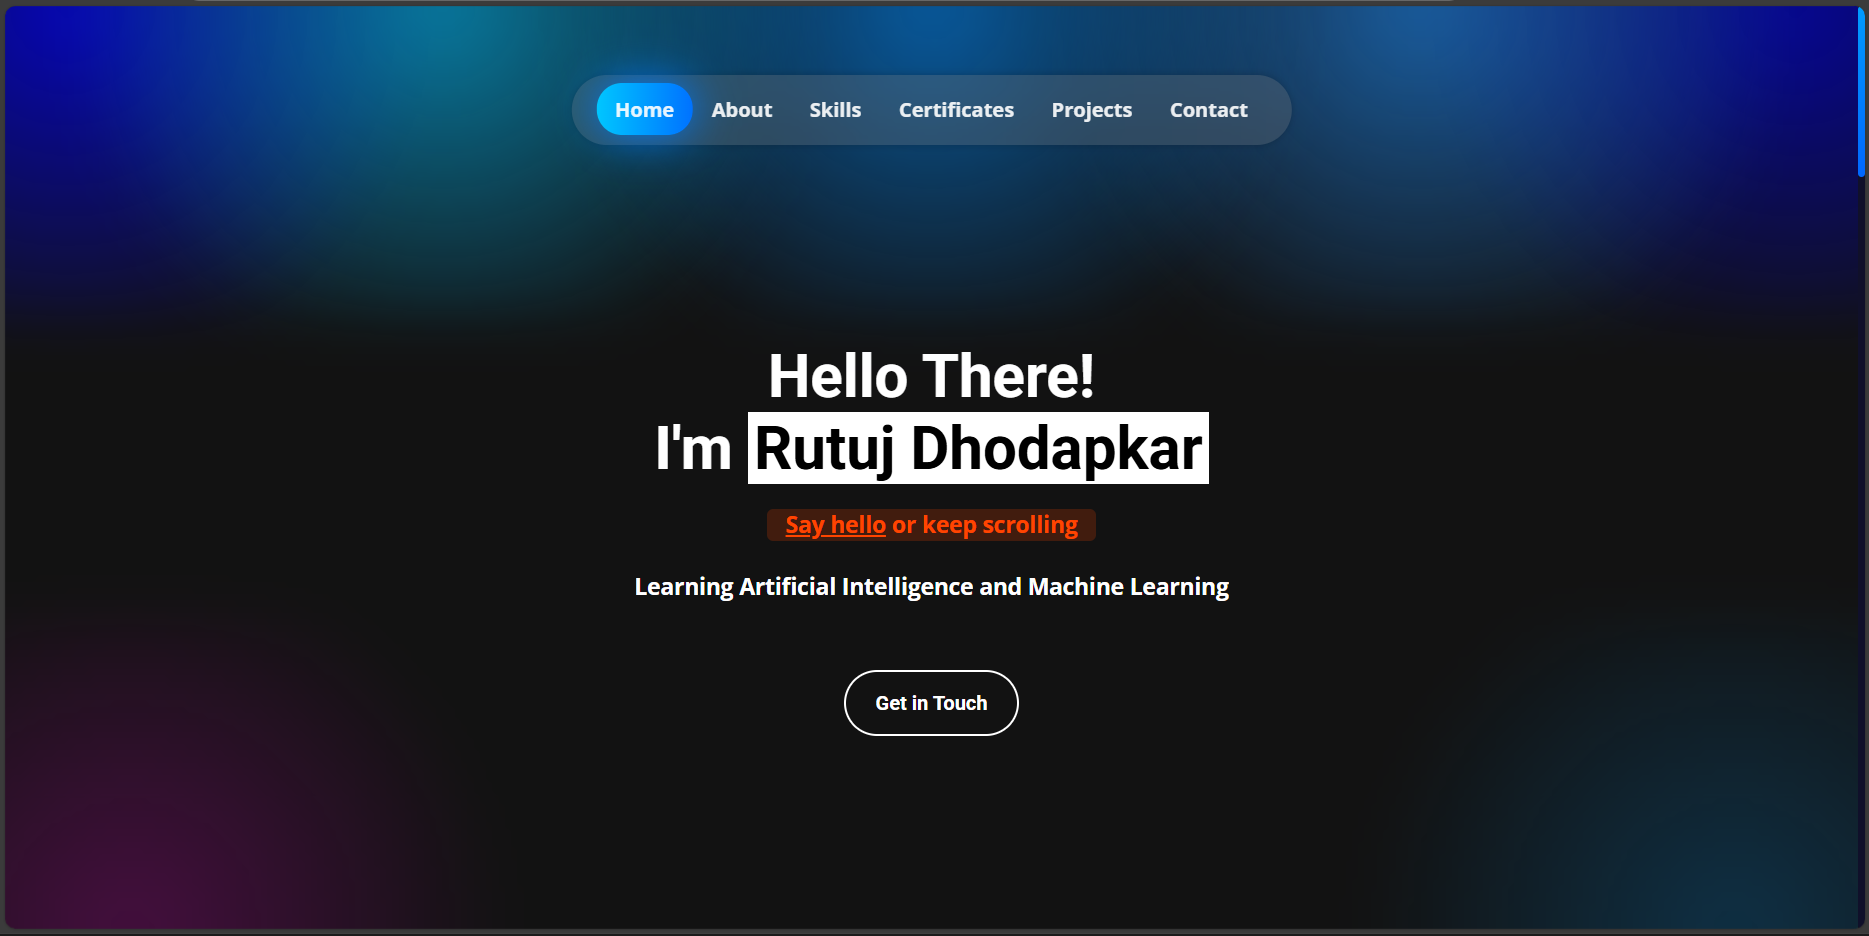 Home About Skills Certificates Projects Contact
Hello There!
I'm Rutuj Dhodapkar
Say hello or keep scrolling
Learning Artificial Intelligence and Machine Learning
Get in Touch